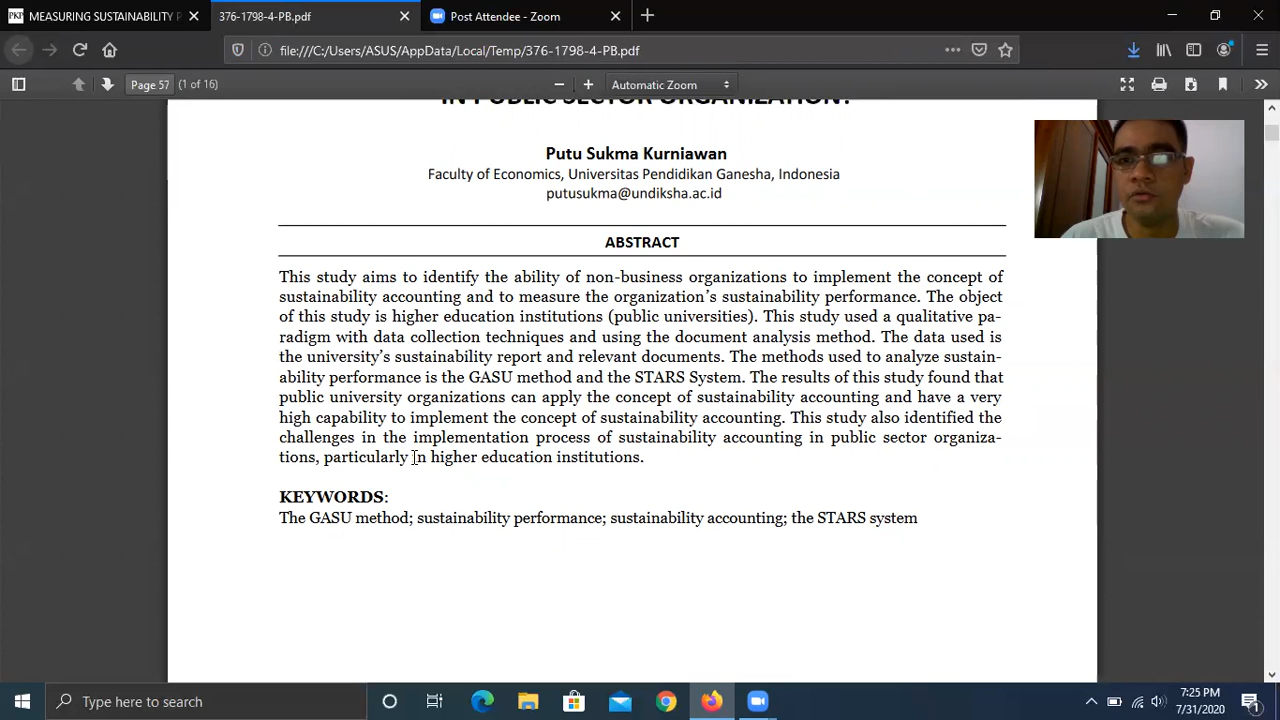 MEASURING SUSTAINABILITY P
376-1798-4-PB.pdf
Post Attendee - Zoom
file:///C:/Users/ASUS/AppData/Local/Temp/376-1798-4-PB.pdf
Page 57 (1 of 16)
Automatic Zoom
IN PUBLIC SECTOR ORGANIZATION?
Putu Sukma Kurniawan
Faculty of Economics, Universitas Pendidikan Ganesha, Indonesia
putusukma@undiksha.ac.id
ABSTRACT
This study aims to identify the ability of non-business organizations to implement the concept of
sustainability accounting and to measure the organization's sustainability performance. The object
of this study is higher education institutions (public universities). This study used a qualitative pa-
radigm with data collection techniques and using the document analysis method. The data used is
the university's sustainability report and relevant documents. The methods used to analyze sustain-
ability performance is the GASU method and the STARS System. The results of this study found that
public university organizations can apply the concept of sustainability accounting and have a very
high capability to implement the concept of sustainability accounting. This study also identified the
challenges in the implementation process of sustainability accounting in public sector organiza-
tions, particularly in higher education institutions.
KEYWORDS:
The GASU method; sustainability performance; sustainability accounting; the STARS system
Type here to search
7:25 PM
7/31/2020
1